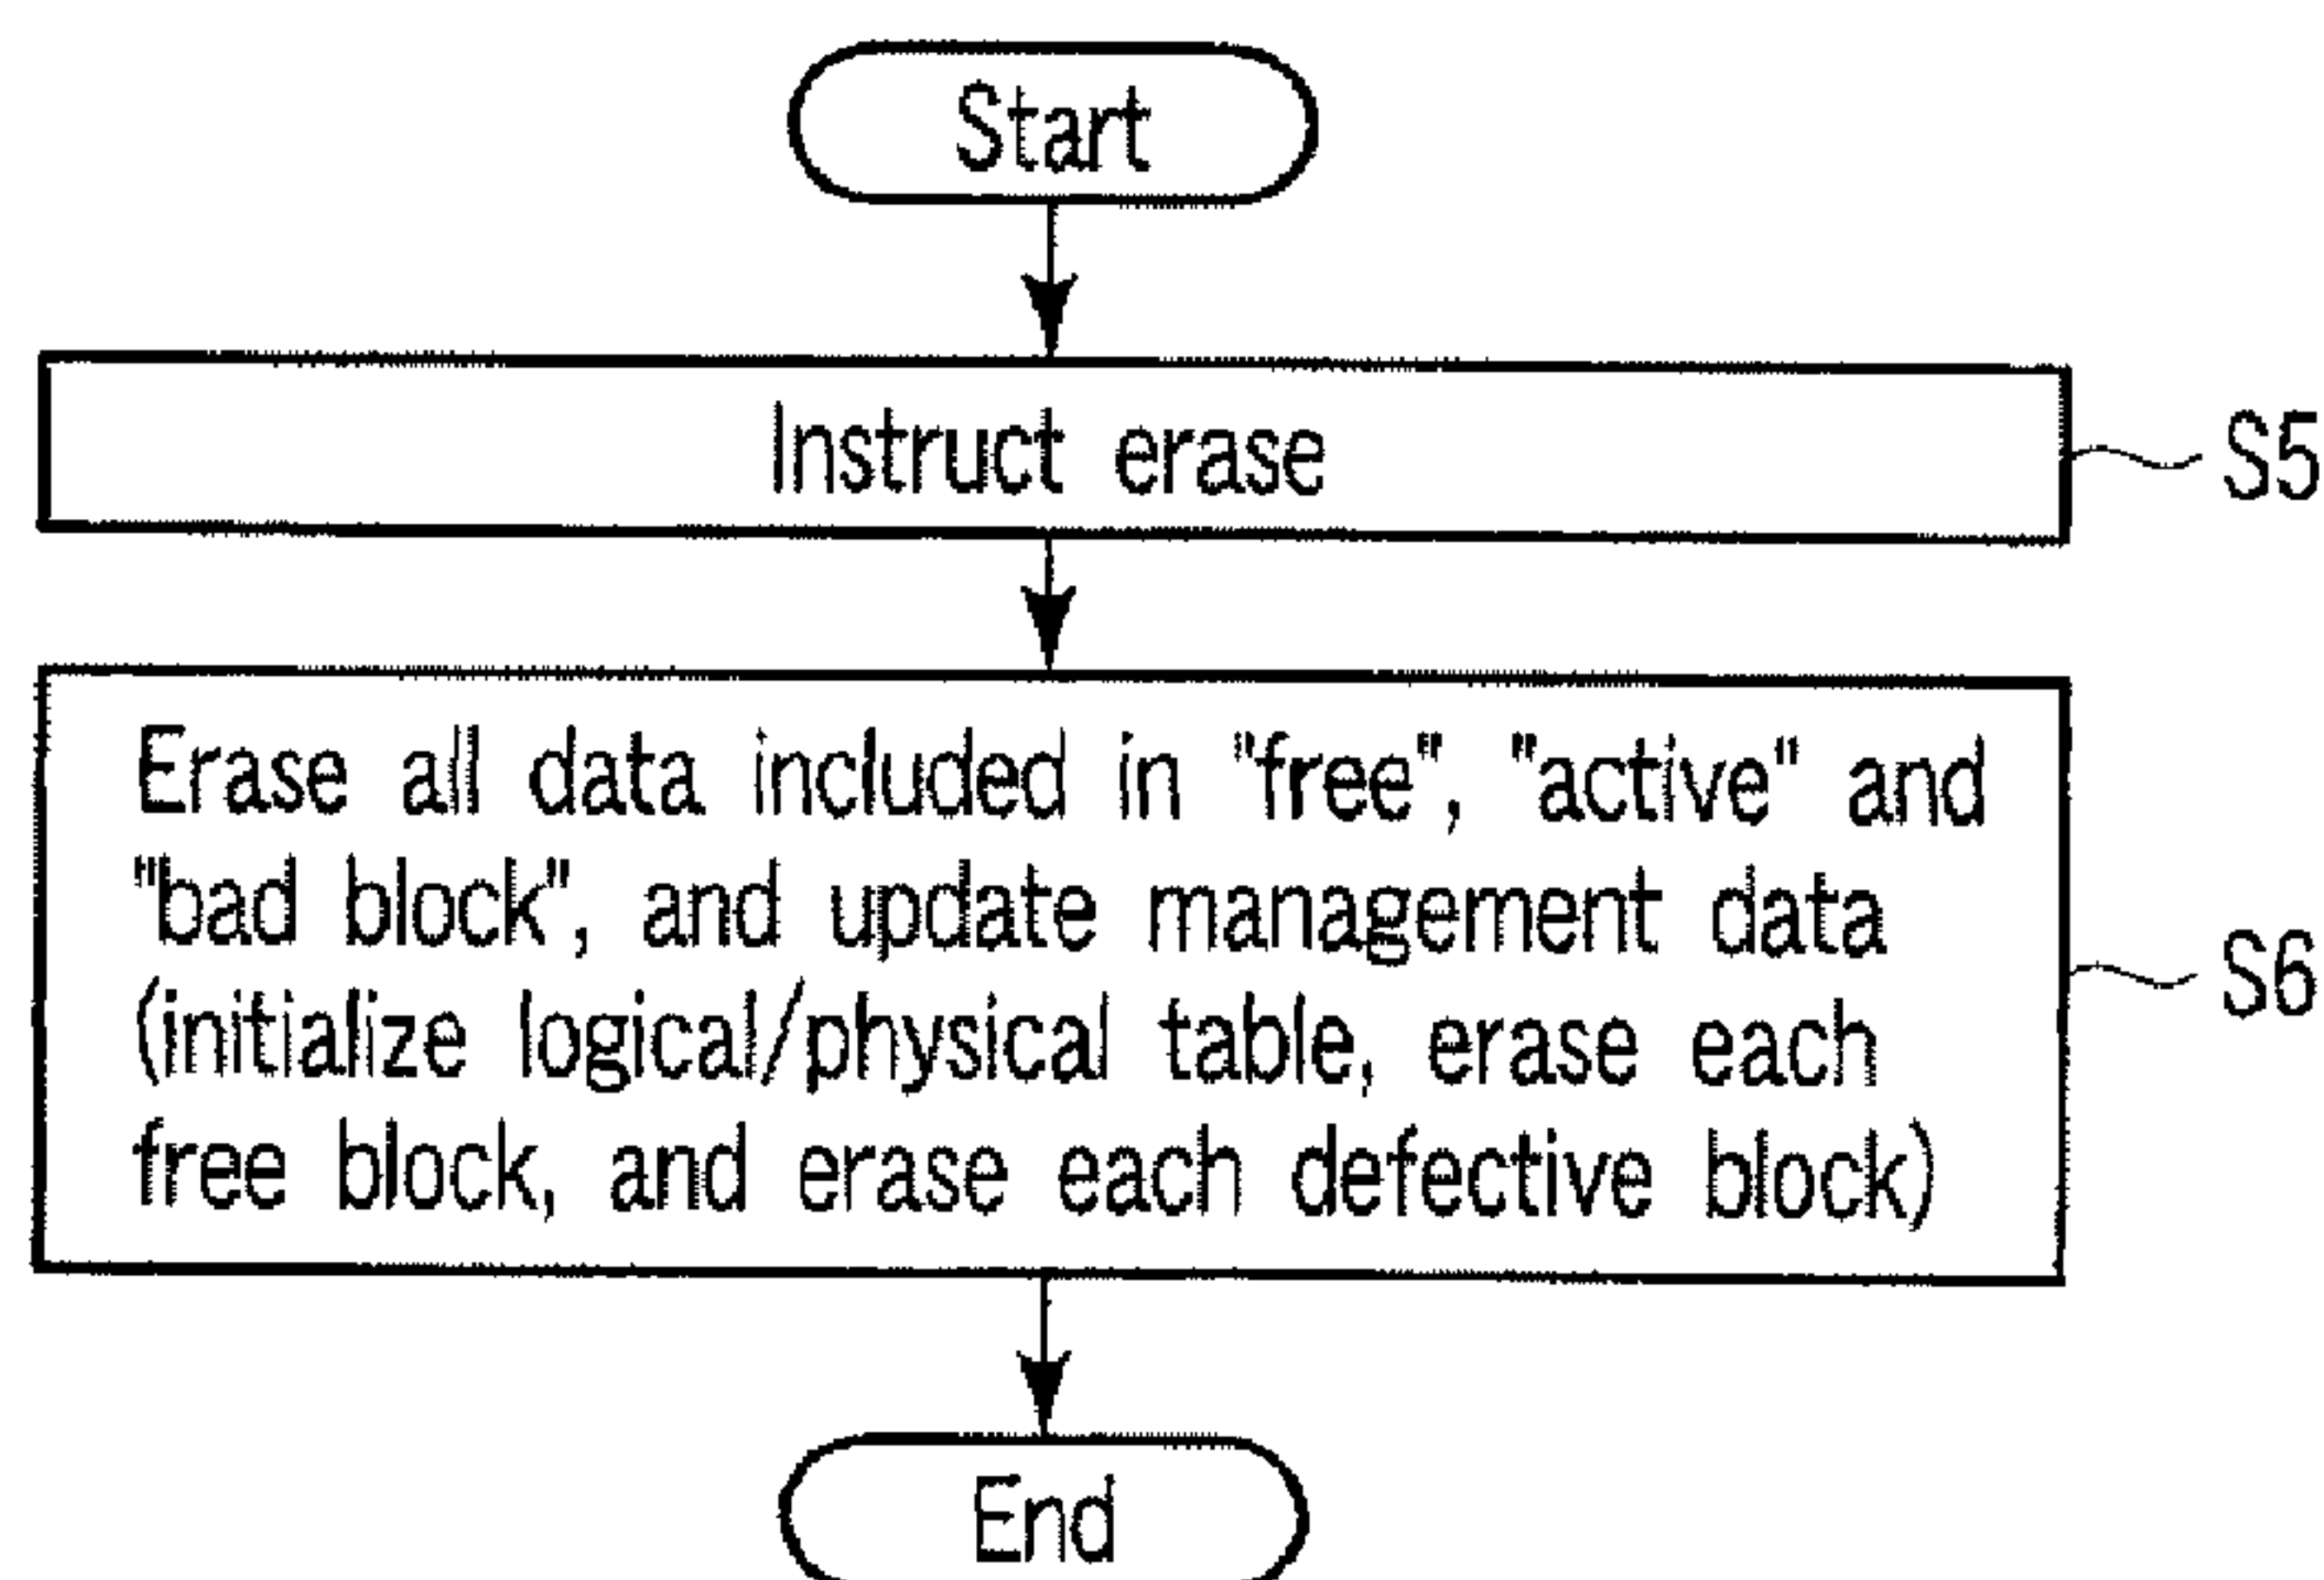 Start
Instruct erase
S5
Erase all data included in "free", "active" and
"bad block", and update management data
(initialize logical/physical table, erase each
free block, and erase each defective block)
S6
End